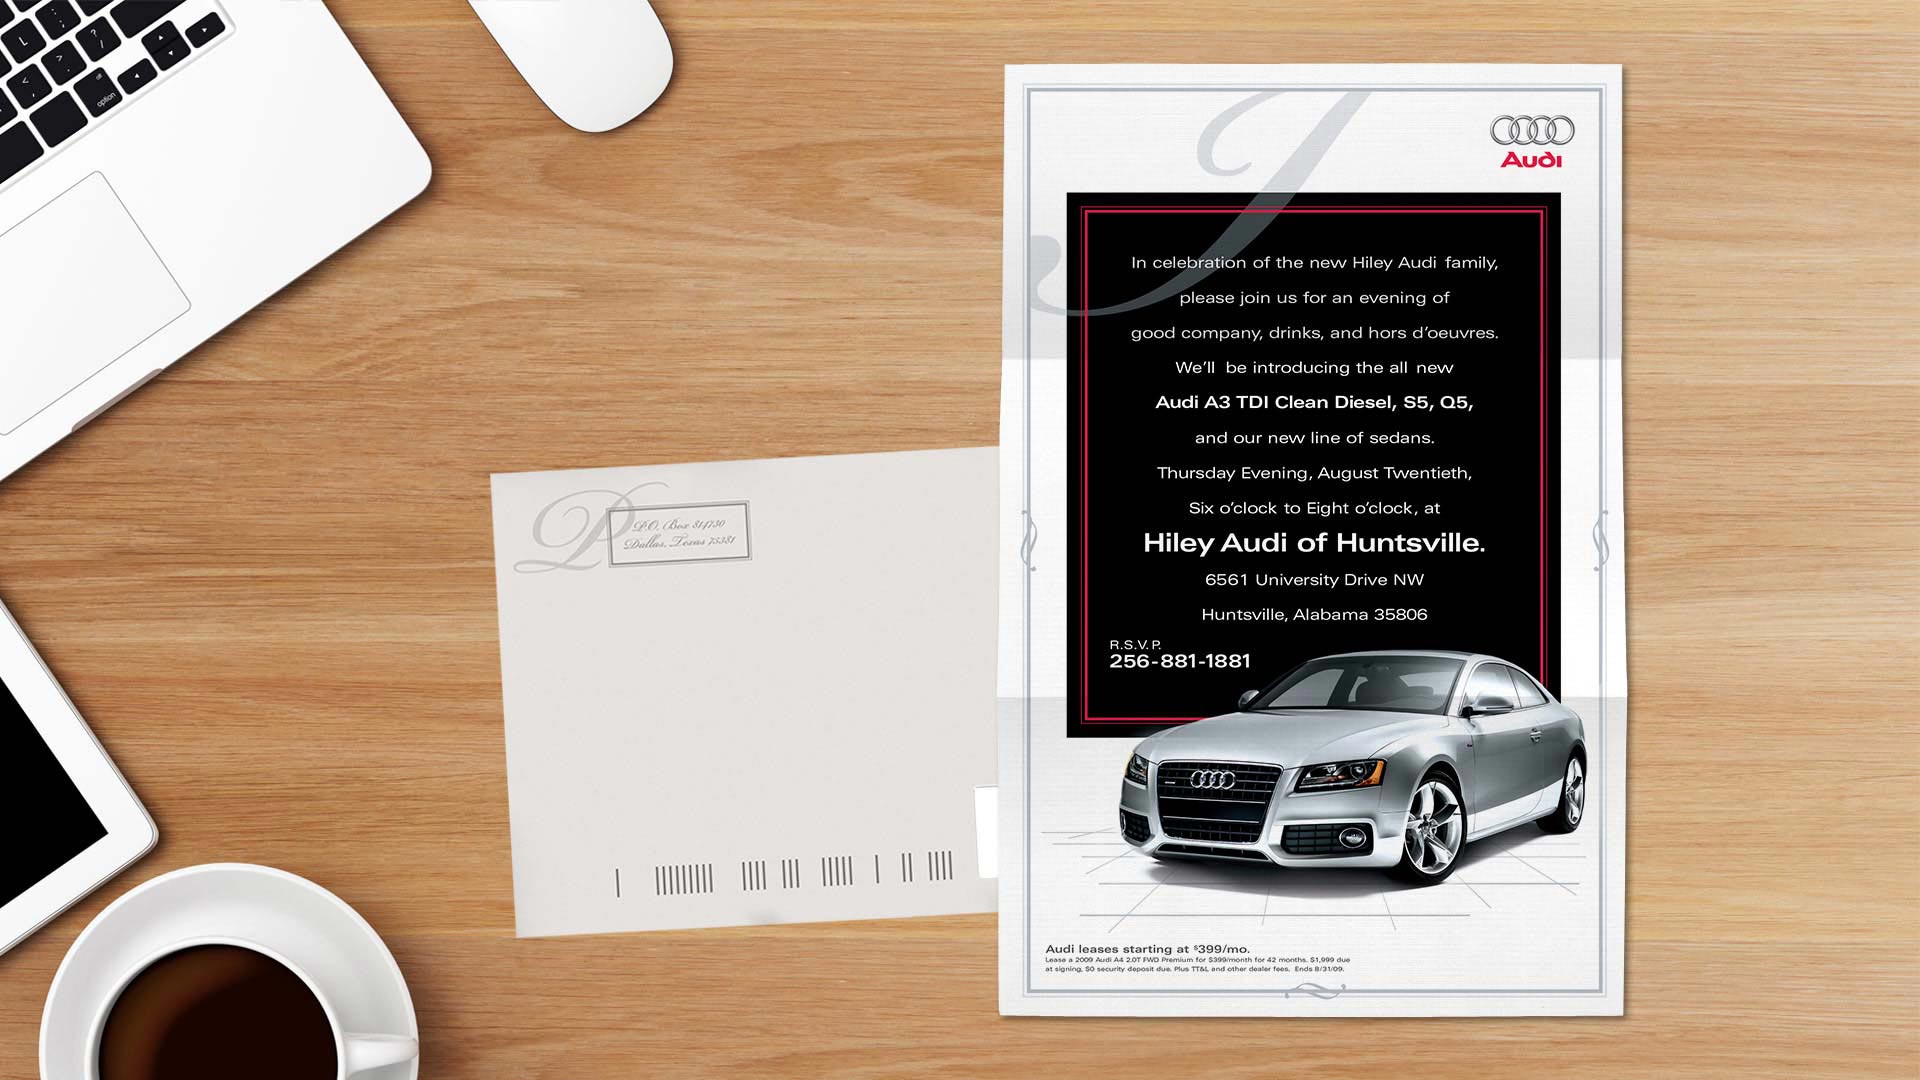 L
?
/
>
.
<
,
alt
option
P
P.O. Box 814730
Dallas, Texas 75381
I
Audi
In celebration of the new Hiley Audi family,
please join us for an evening of
good company, drinks, and hors d’oeuvres.
We’ll be introducing the all new
Audi A3 TDI Clean Diesel, S5, Q5,
and our new line of sedans.
Thursday Evening, August Twentieth,
Six o’clock to Eight o’clock, at
Hiley Audi of Huntsville.
6561 University Drive NW
Huntsville, Alabama 35806
R.S.V.P.
256-881-1881
Audi leases starting at $399/mo.
Lease a 2009 Audi A4 2.0T FWD Premium for $399/month for 42 months. $1,999 due
at signing, $0 security deposit due. Plus TT&L and other dealer fees. Ends 8/31/09.